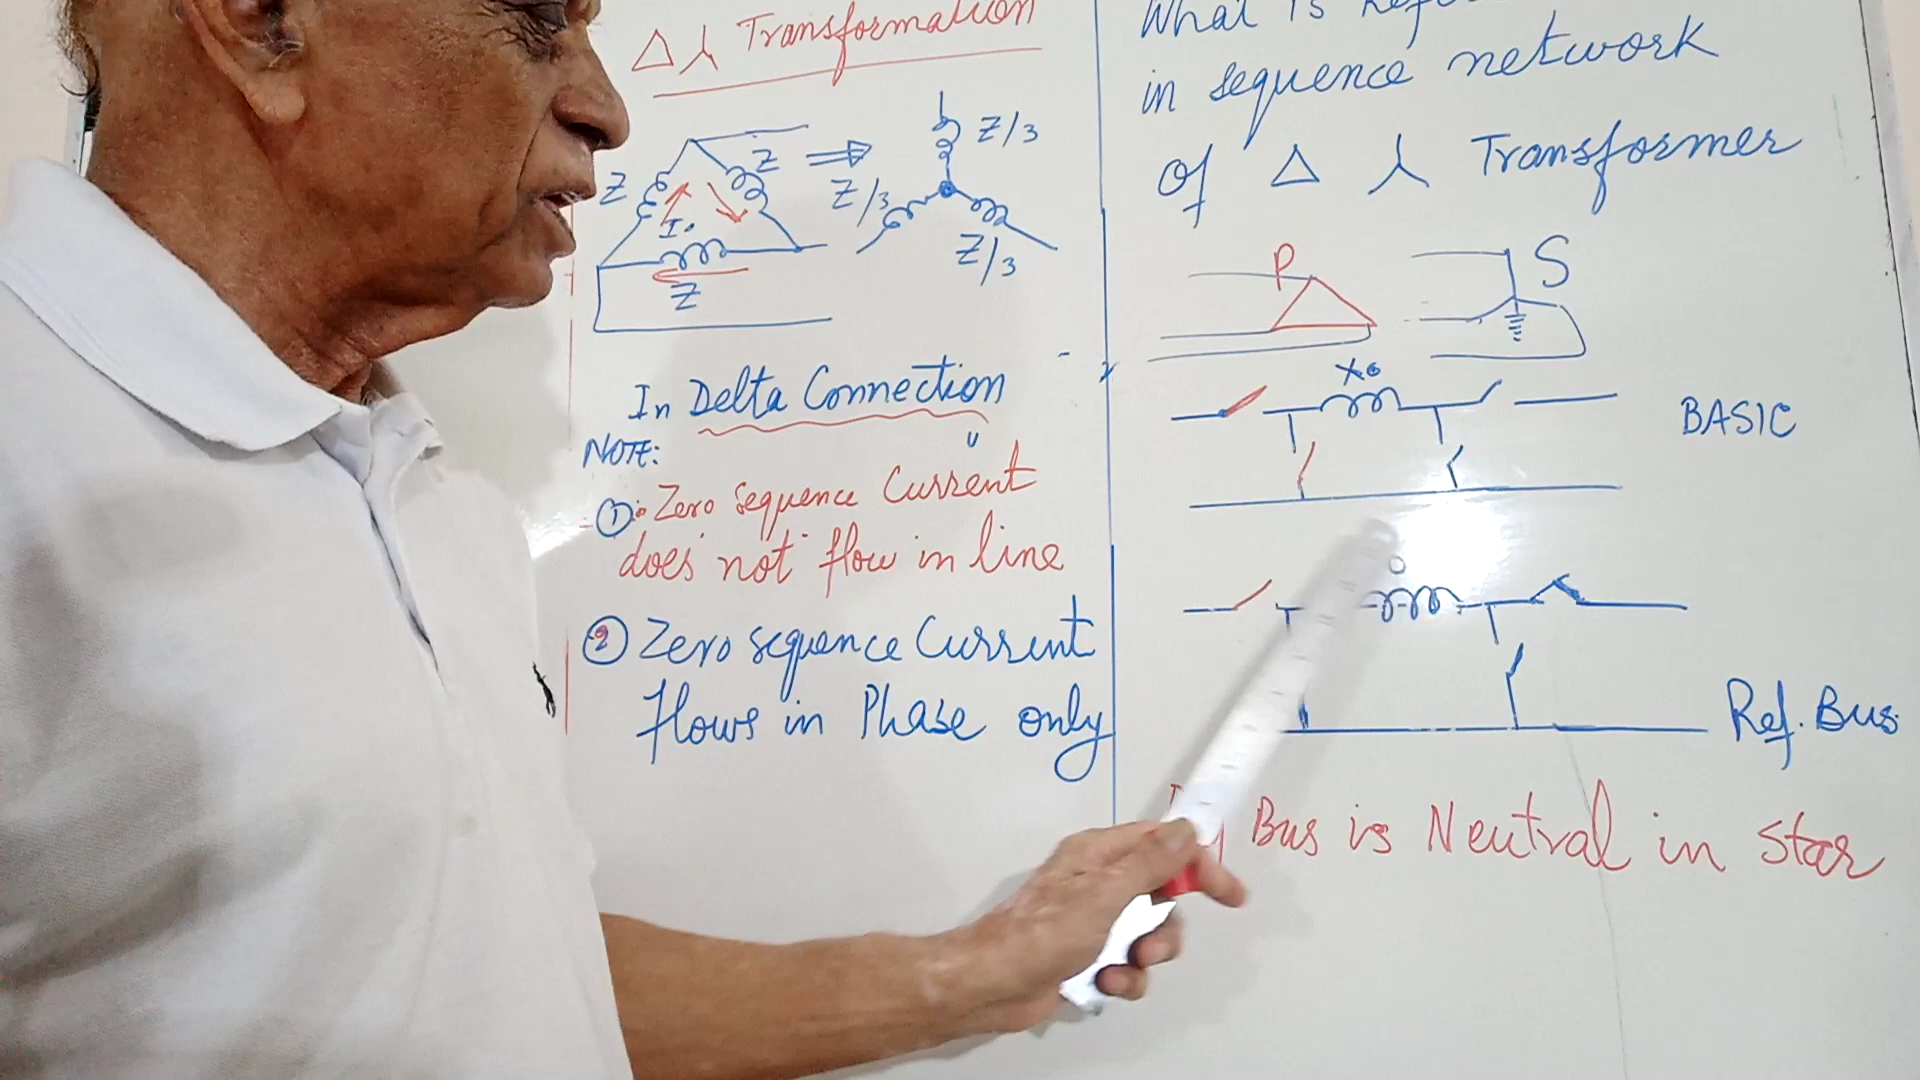 Δ ⅄ Transformation
Z
Z
I₀
Z
Z/3
Z/3
Z/3
In Delta Connection
NOTE:
① Zero Sequence Current
does not flow in line
② Zero sequence Current
flows in Phase only
What is
in sequence network
of Δ ⅄ Transformer
P
S
X₀
BASIC
Ref. Bus
Bus is Neutral in star